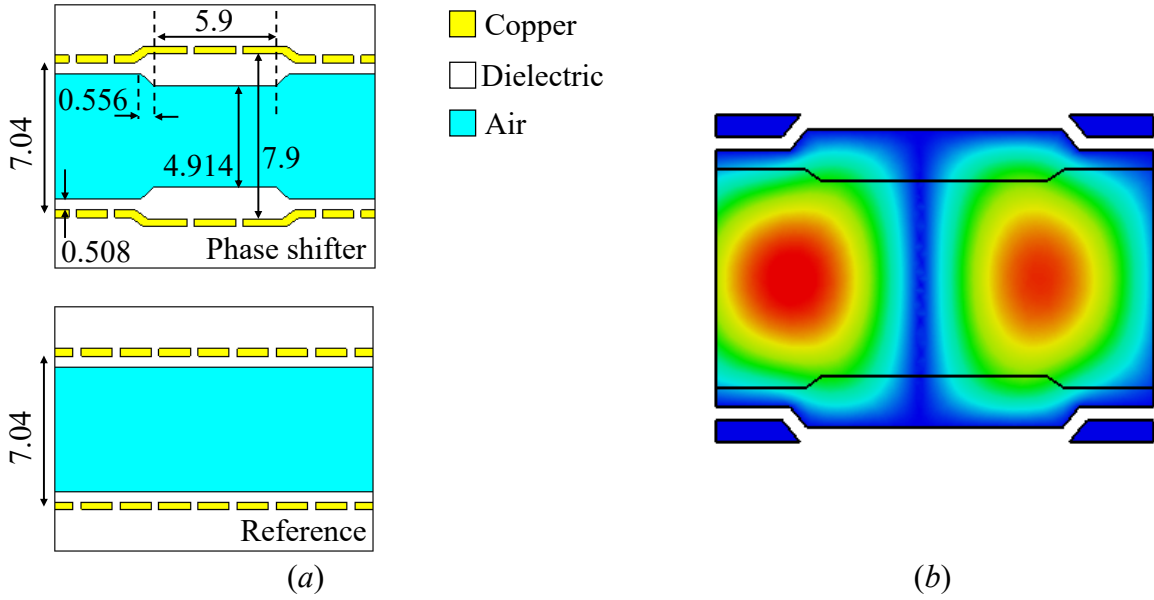 5.9
Copper
Dielectric
Air
0.556
7.04
4.914
7.9
0.508
Phase shifter
7.04
Reference
(a)
(b)